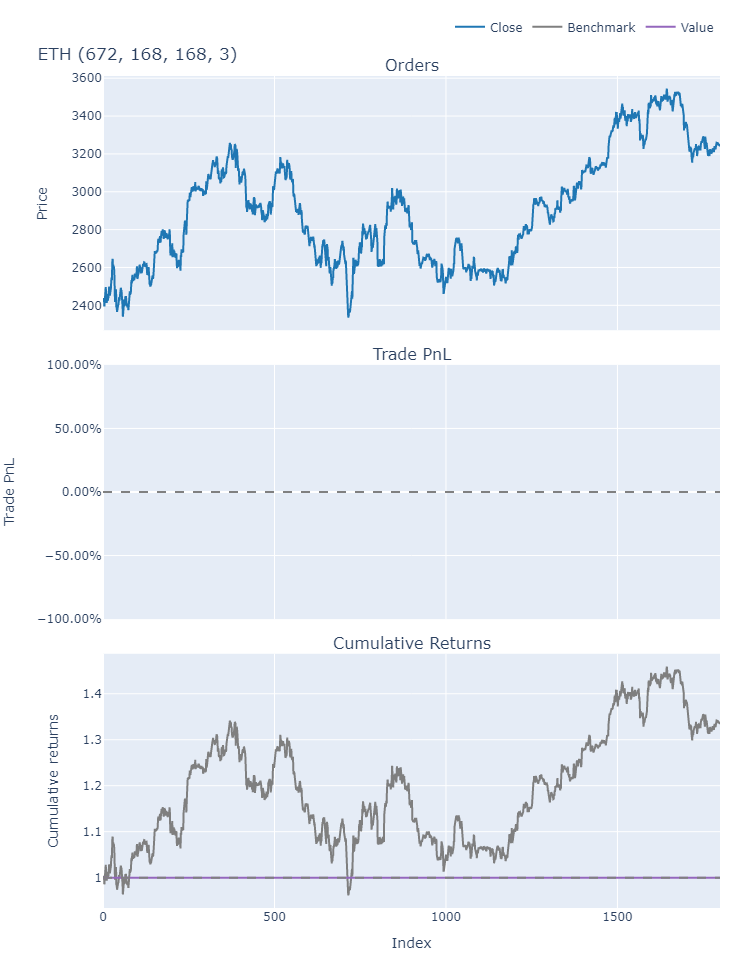 Close Benchmark Value
ETH (672, 168, 168, 3)
Orders
3600
3400
3200
3000
2800
2600
2400
Price
Trade PnL
100.00%
50.00%
0.00%
−50.00%
−100.00%
Trade PnL
Cumulative Returns
1.4
1.3
1.2
1.1
1
Cumulative returns
0 500 1000 1500
Index